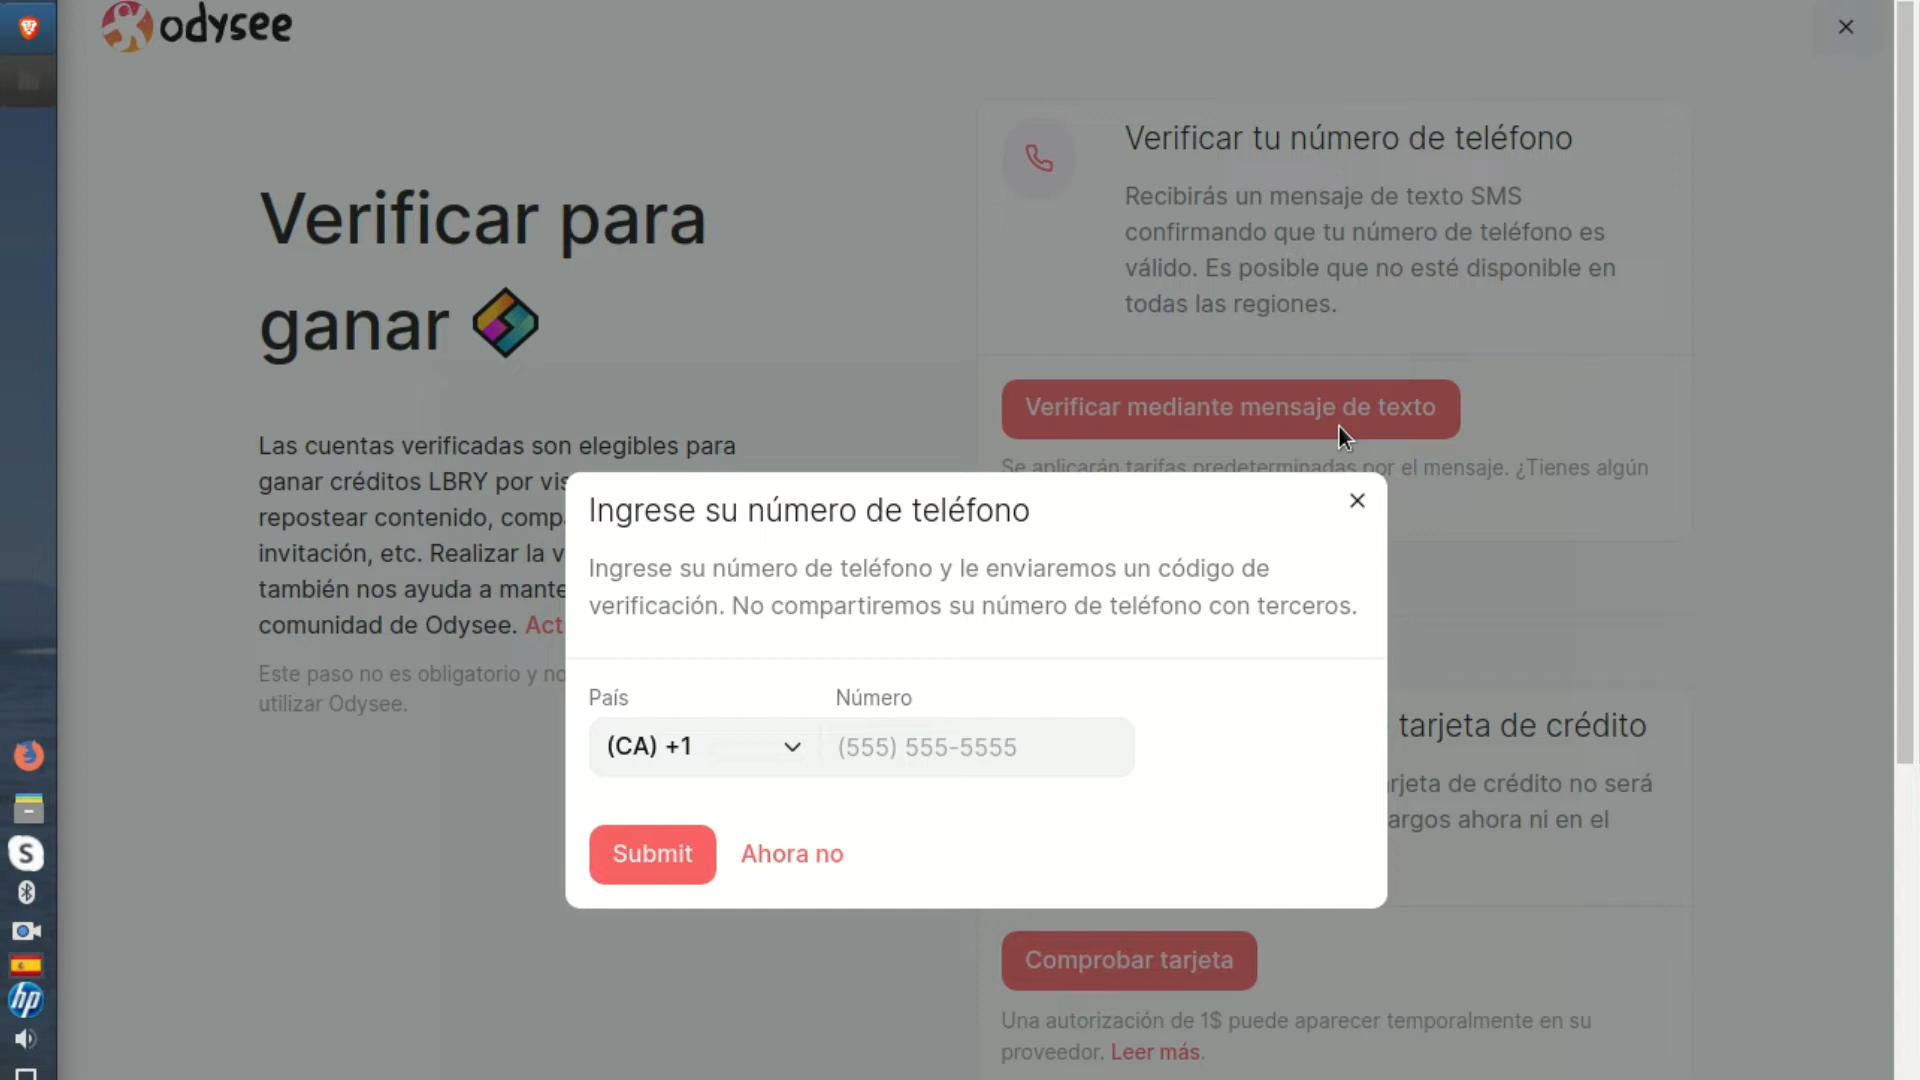 odysee
Verificar para
ganar
Las cuentas verificadas son elegibles para
ganar créditos LBRY por vis
repostear contenido, comp
invitación, etc. Realizar la v
también nos ayuda a mante
comunidad de Odysee. Act
Este paso no es obligatorio y no
utilizar Odysee.
Verificar tu número de teléfono
Recibirás un mensaje de texto SMS
confirmando que tu número de teléfono es
válido. Es posible que no esté disponible en
todas las regiones.
Verificar mediante mensaje de texto
Se aplicarán tarifas predeterminadas por el mensaje. ¿Tienes algún
Ingrese su número de teléfono
Ingrese su número de teléfono y le enviaremos un código de
verificación. No compartiremos su número de teléfono con terceros.
País
Número
(CA) +1
(555) 555-5555
Submit
Ahora no
tarjeta de crédito
rjeta de crédito no será
argos ahora ni en el
Comprobar tarjeta
Una autorización de 1$ puede aparecer temporalmente en su
proveedor. Leer más.
S
hp